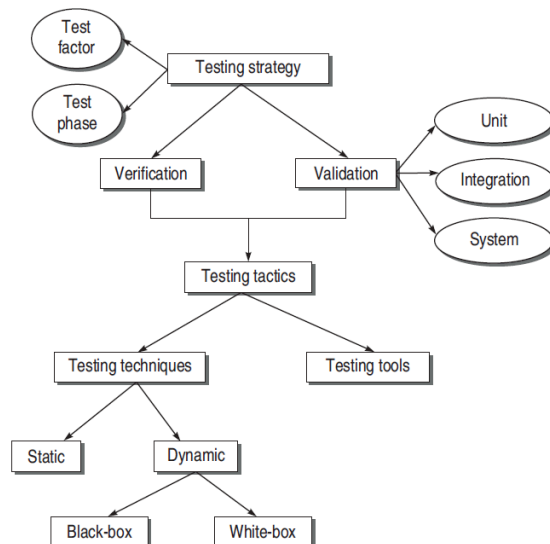 Test
factor
Testing strategy
Test
phase
Unit
Verification
Validation
Integration
System
Testing tactics
Testing techniques
Testing tools
Static
Dynamic
Black-box
White-box